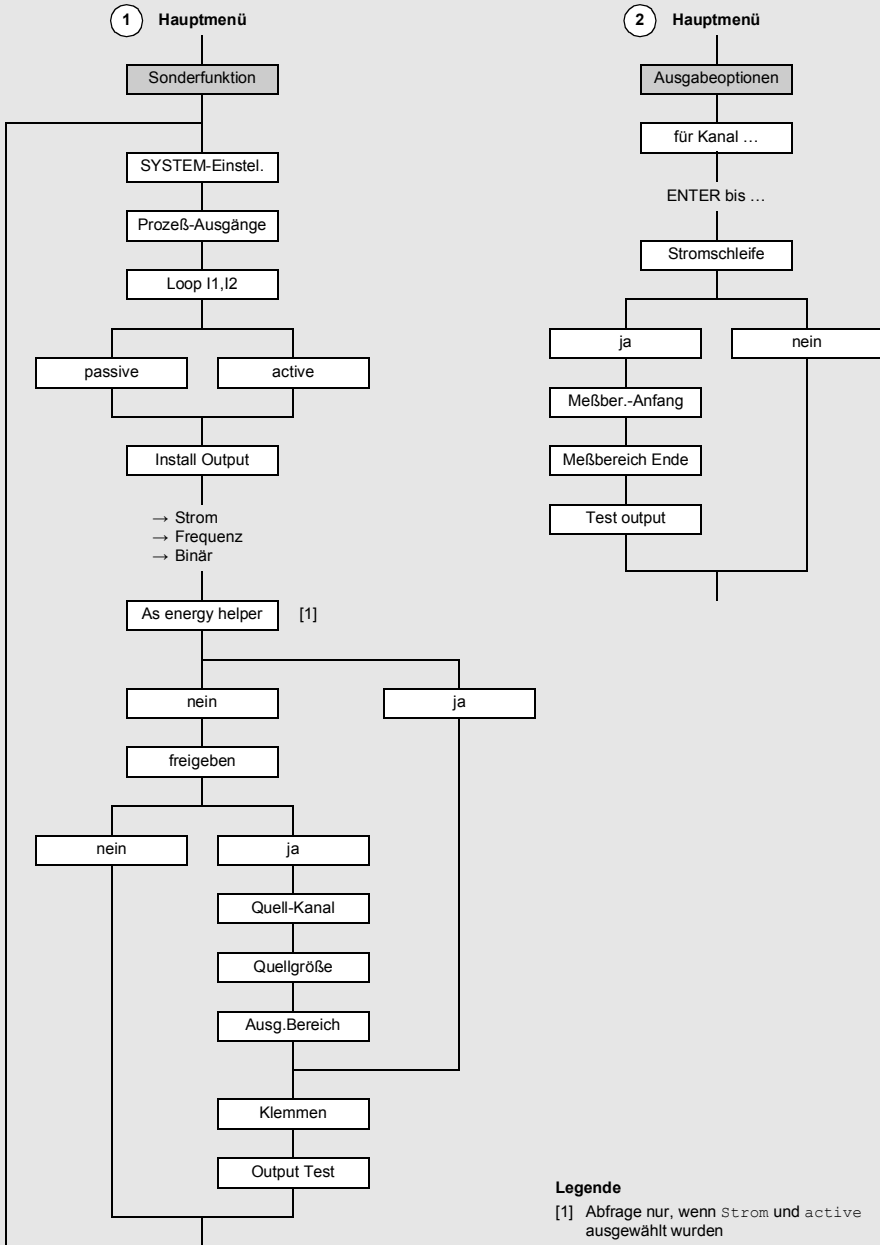 1 Hauptmenü
Sonderfunktion
SYSTEM-Einstel.
Prozeß-Ausgänge
Loop I1,I2
passive
active
Install Output
→ Strom
→ Frequenz
→ Binär
As energy helper [1]
nein
ja
freigeben
nein
ja
Quell-Kanal
Quellgröße
Ausg.Bereich
Klemmen
Output Test
2 Hauptmenü
Ausgabeoptionen
für Kanal …
ENTER bis …
Stromschleife
ja
nein
Meßber.-Anfang
Meßbereich Ende
Test output
Legende
[1] Abfrage nur, wenn Strom und active
ausgewählt wurden